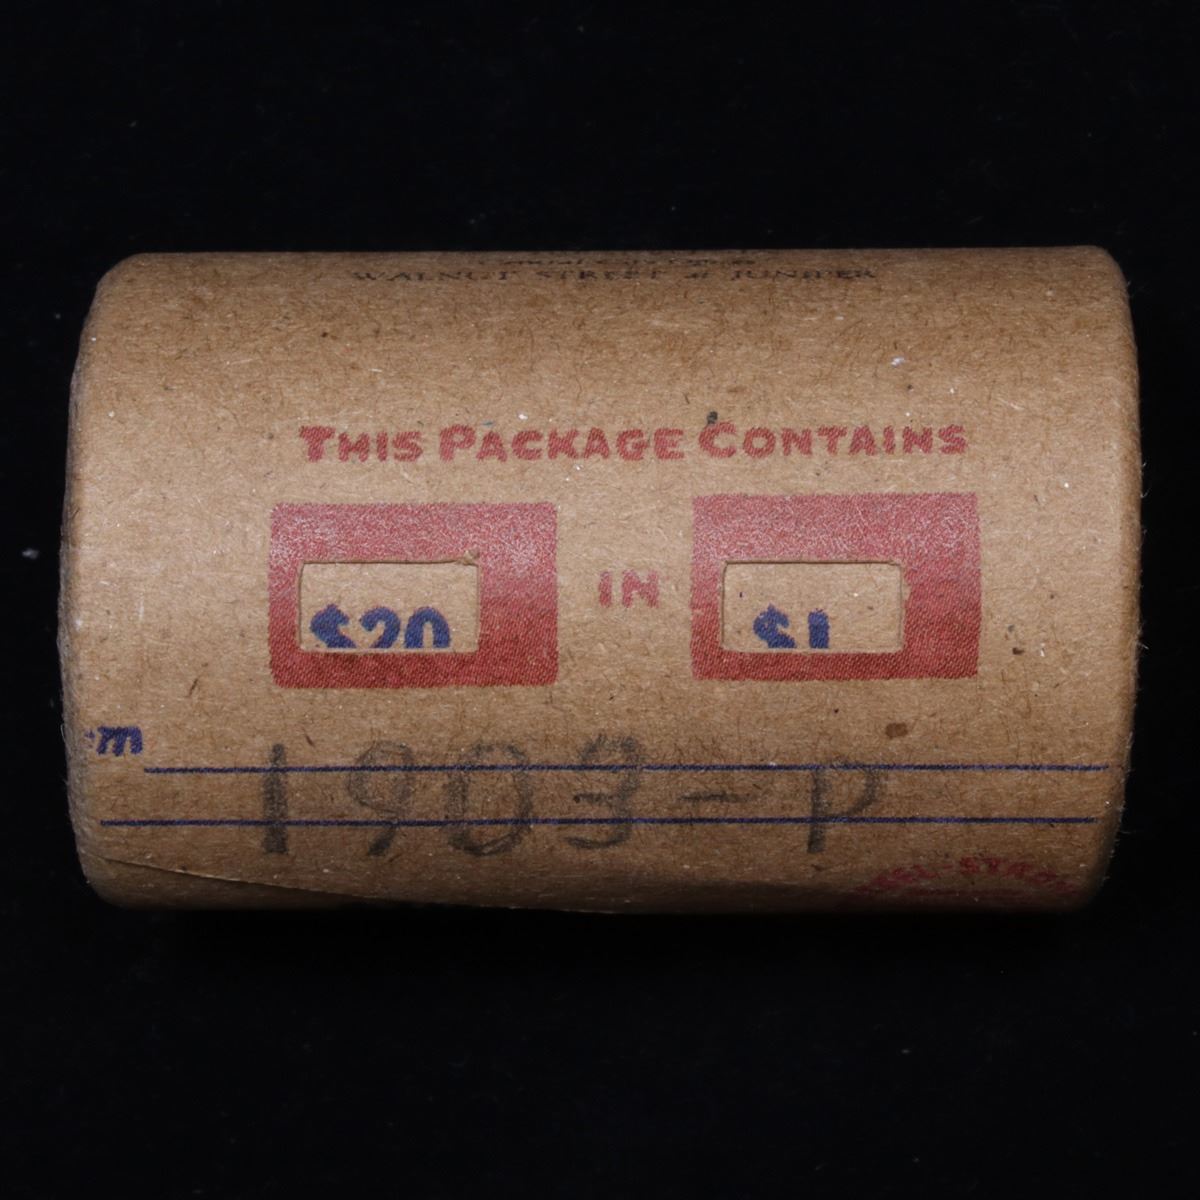 WALNUT STREET at JUNIPER
THIS PACKAGE CONTAINS
$20 IN $1
m
1903-P